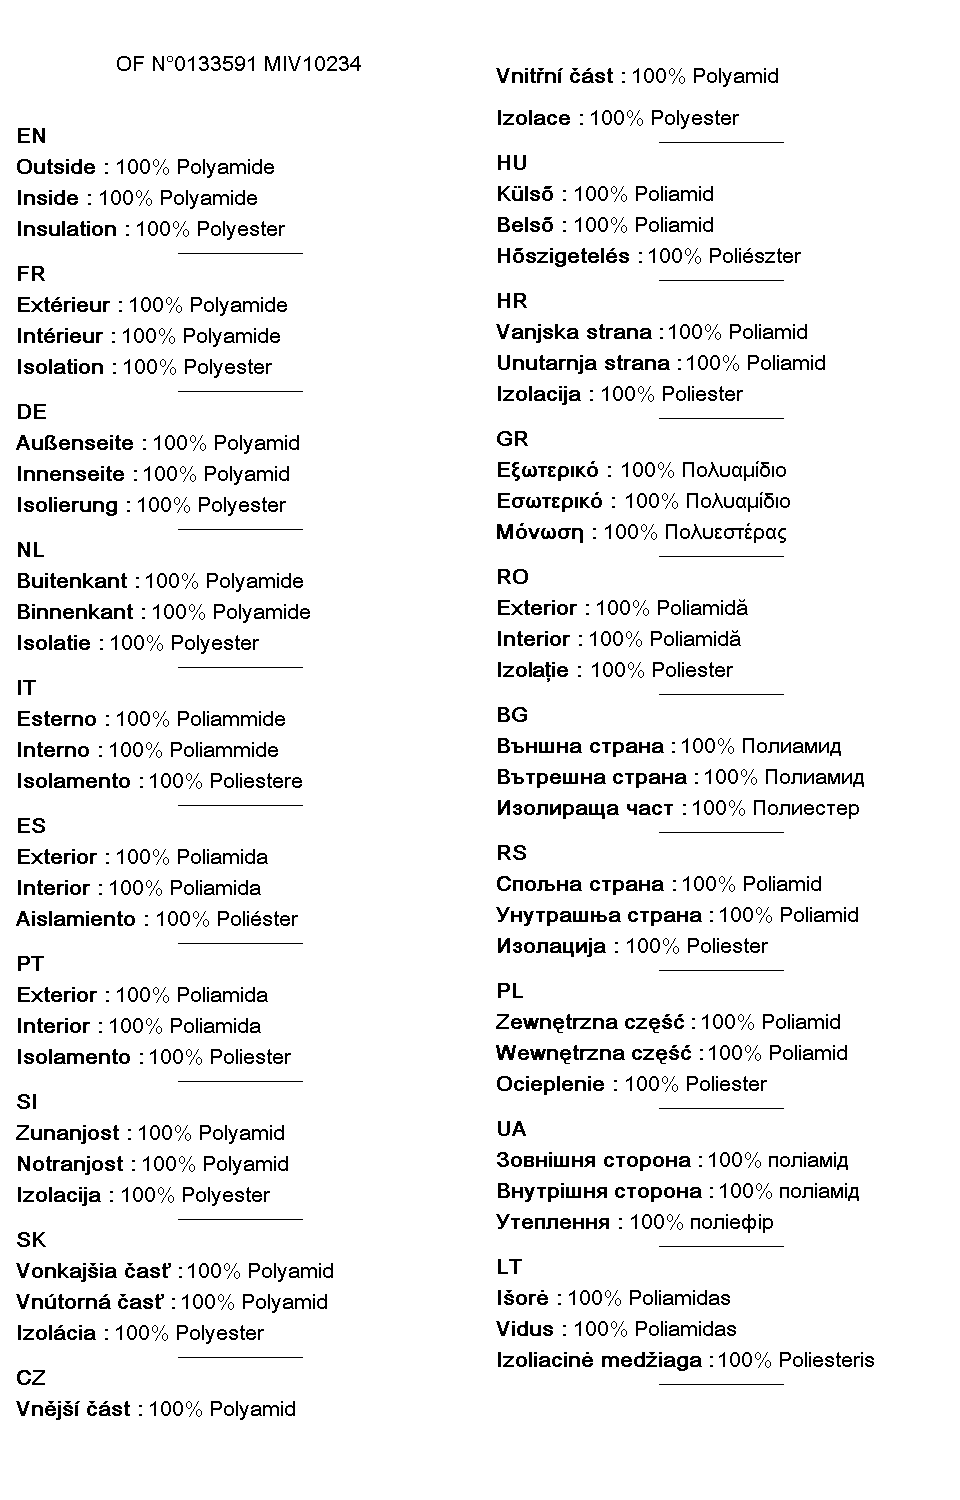 OF N°0133591 MIV10234
EN
Outside : 100% Polyamide
Inside : 100% Polyamide
Insulation : 100% Polyester
FR
Extérieur : 100% Polyamide
Intérieur : 100% Polyamide
Isolation : 100% Polyester
DE
Außenseite : 100% Polyamid
Innenseite : 100% Polyamid
Isolierung : 100% Polyester
NL
Buitenkant : 100% Polyamide
Binnenkant : 100% Polyamide
Isolatie : 100% Polyester
IT
Esterno : 100% Poliammide
Interno : 100% Poliammide
Isolamento : 100% Poliestere
ES
Exterior : 100% Poliamida
Interior : 100% Poliamida
Aislamiento : 100% Poliéster
PT
Exterior : 100% Poliamida
Interior : 100% Poliamida
Isolamento : 100% Poliester
SI
Zunanjost : 100% Polyamid
Notranjost : 100% Polyamid
Izolacija : 100% Polyester
SK
Vonkajšia časť : 100% Polyamid
Vnútorná časť : 100% Polyamid
Izolácia : 100% Polyester
CZ
Vnější část : 100% Polyamid
Vnitřní část : 100% Polyamid
Izolace : 100% Polyester
HU
Külső : 100% Poliamid
Belső : 100% Poliamid
Hőszigetelés : 100% Poliészter
HR
Vanjska strana : 100% Poliamid
Unutarnja strana : 100% Poliamid
Izolacija : 100% Poliester
GR
Εξωτερικό : 100% Πολυαμίδιο
Εσωτερικό : 100% Πολυαμίδιο
Μόνωση : 100% Πολυεστέρας
RO
Exterior : 100% Poliamidă
Interior : 100% Poliamidă
Izolație : 100% Poliester
BG
Външна страна : 100% Полиамид
Вътрешна страна : 100% Полиамид
Изолираща част : 100% Полиестер
RS
Спољна страна : 100% Poliamid
Унутрашња страна : 100% Poliamid
Изолација : 100% Poliester
PL
Zewnętrzna część : 100% Poliamid
Wewnętrzna część : 100% Poliamid
Ocieplenie : 100% Poliester
UA
Зовнішня сторона : 100% поліамід
Внутрішня сторона : 100% поліамід
Утеплення : 100% поліефір
LT
Išorė : 100% Poliamidas
Vidus : 100% Poliamidas
Izoliacinė medžiaga : 100% Poliesteris